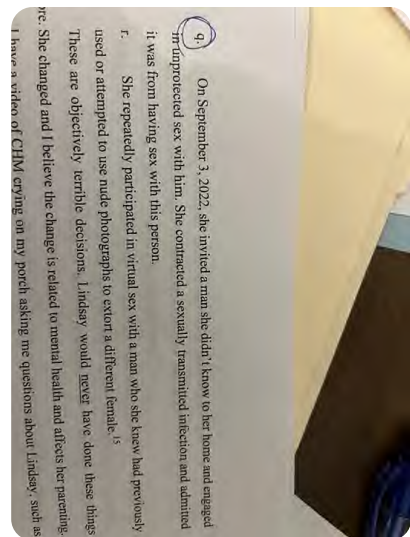 q. On September 3, 2022, she invited a man she didn't know to her home and engaged
in unprotected sex with him. She contracted a sexually transmitted infection and admitted
it was from having sex with this person.
r. She repeatedly participated in virtual sex with a man who she knew had previously
used or attempted to use nude photographs to extort a different female. 15
These are objectively terrible decisions. Lindsay would never have done these things
re. She changed and I believe the change is related to mental health and affects her parenting.
I have a video of CHM crying on my porch asking me questions about Lindsay, such as